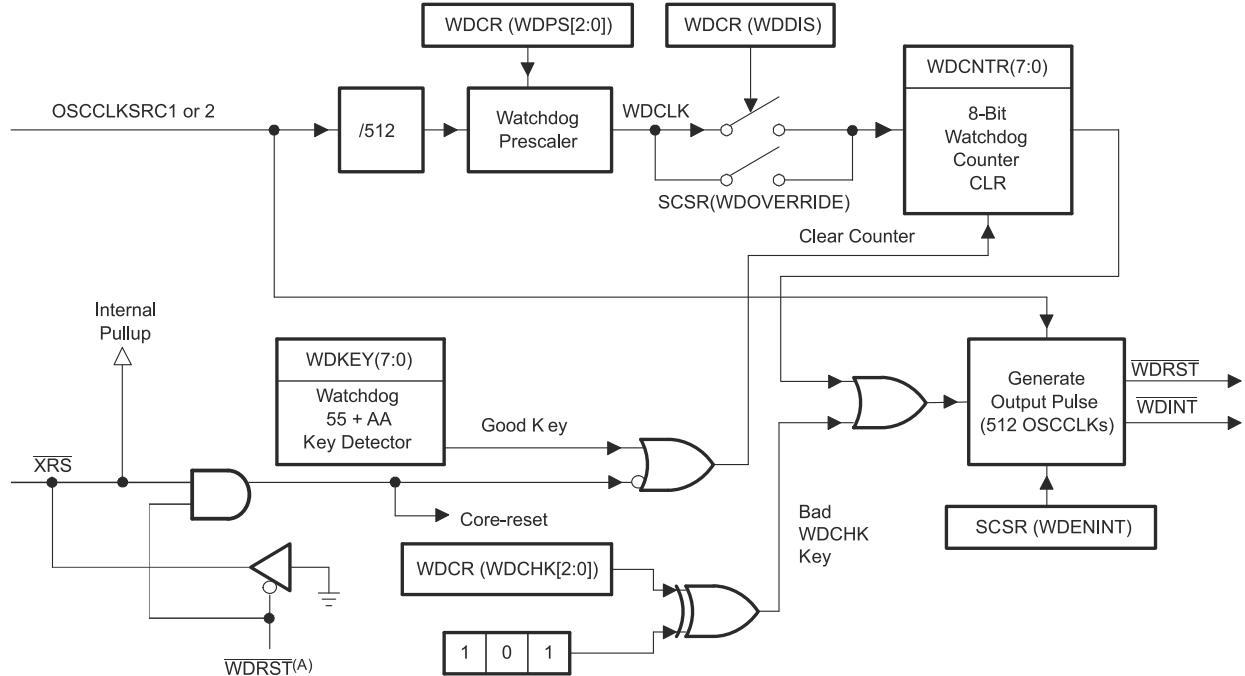 WDCR (WDPS[2:0])
WDCR (WDDIS)
WDCNTR(7:0)
OSCCLKSRC1 or 2
/512
Watchdog
Prescaler
WDCLK
8-Bit
Watchdog
Counter
CLR
SCSR(WDOVERRIDE)
Clear Counter
Internal
Pullup
WDKEY(7:0)
Watchdog
55 + AA
Key Detector
Good Key
Generate
Output Pulse
(512 OSCCLKs)
WDRST
WDINT
XRS
Core-reset
Bad
WDCHK
Key
SCSR (WDENINT)
WDCR (WDCHK[2:0])
1 0 1
WDRST(A)